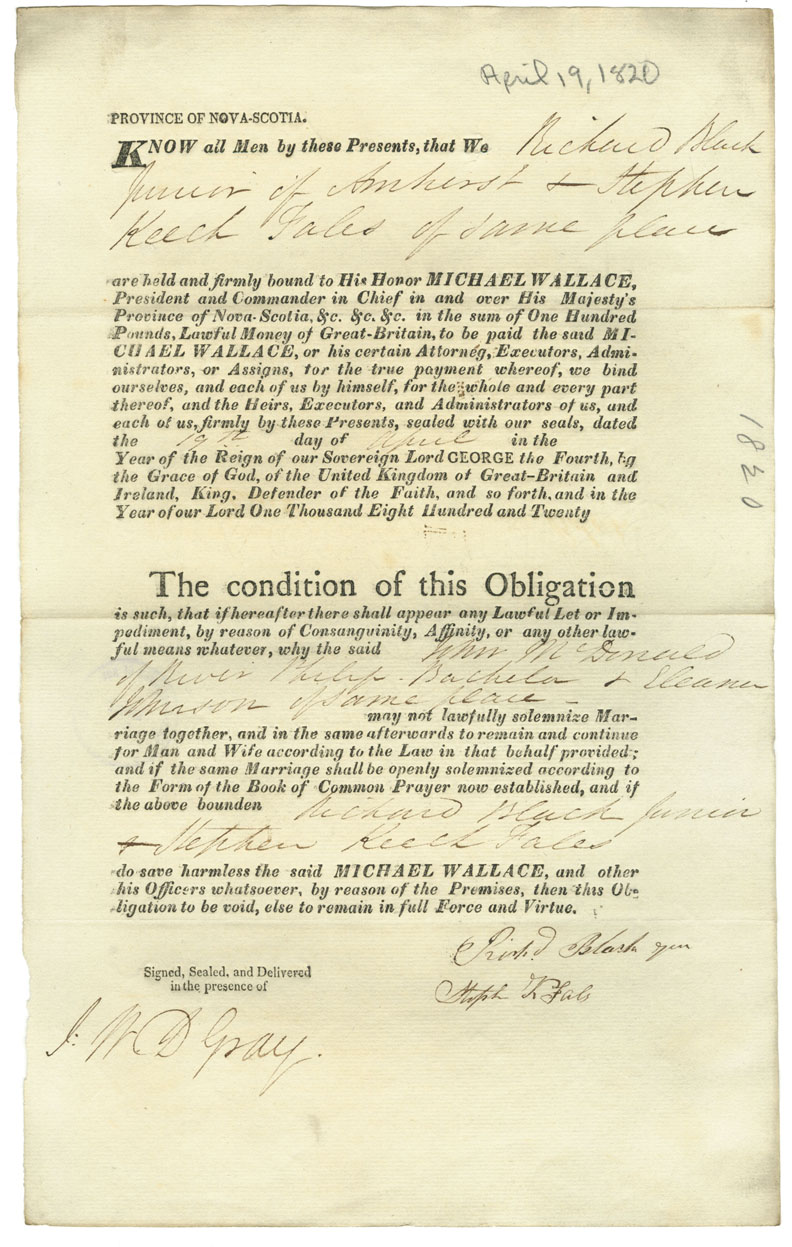 April 19, 1820
PROVINCE OF NOVA-SCOTIA.
KNOW all Men by these Presents, that We Richard Black
Junior of Amherst & Stephen
Keech Fales of same place
are held and firmly bound to His Honor MICHAEL WALLACE,
President and Commander in Chief in and over His Majesty's
Province of Nova-Scotia, &c. &c. &c. in the sum of One Hundred
Pounds, Lawful Money of Great-Britain, to be paid the said MI-
CHAEL WALLACE, or his certain Attorney, Executors, Admi-
nistrators, or Assigns, for the true payment whereof, we bind
ourselves, and each of us by himself, for the whole and every part
thereof, and the Heirs, Executors, and Administrators of us, and
each of us, firmly by these Presents, sealed with our seals, dated
the 19th day of April in the
Year of the Reign of our Sovereign Lord GEORGE the Fourth, by
the Grace of God, of the United Kingdom of Great-Britain and
Ireland, King, Defender of the Faith, and so forth, and in the
Year of our Lord One Thousand Eight Hundred and Twenty
1820
The condition of this Obligation
is such, that if hereafter there shall appear any Lawful Let or Im-
pediment, by reason of Consanguinity, Affinity, or any other law-
ful means whatever, why the said John McDonald
of River Philip - Bachelor & Eleanor
Johnson of same place -
may not lawfully solemnize Mar-
riage together, and in the same afterwards to remain and continue
for Man and Wife according to the Law in that behalf provided;
and if the same Marriage shall be openly solemnized according to
the Form of the Book of Common Prayer now established, and if
the above bounden Richard Black Junior
& Stephen Keech Fales
do save harmless the said MICHAEL WALLACE, and other
his Officers whatsoever, by reason of the Premises, then this Ob-
ligation to be void, else to remain in full Force and Virtue.
Richd Black Jun
Steph K Fales
Signed, Sealed, and Delivered
in the presence of
J: W D Gray.